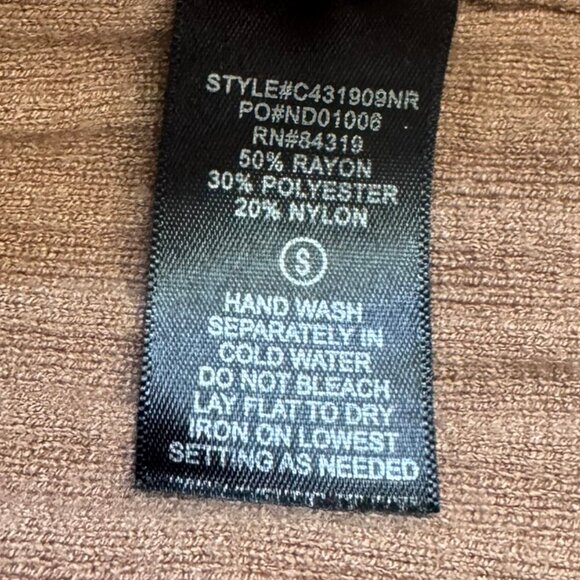 STYLE#C431909NR
PO#ND01006
RN#84319
50% RAYON
30% POLYESTER
20% NYLON
S
HAND WASH
SEPARATELY IN
COLD WATER
DO NOT BLEACH
LAY FLAT TO DRY
IRON ON LOWEST
SETTING AS NEEDED